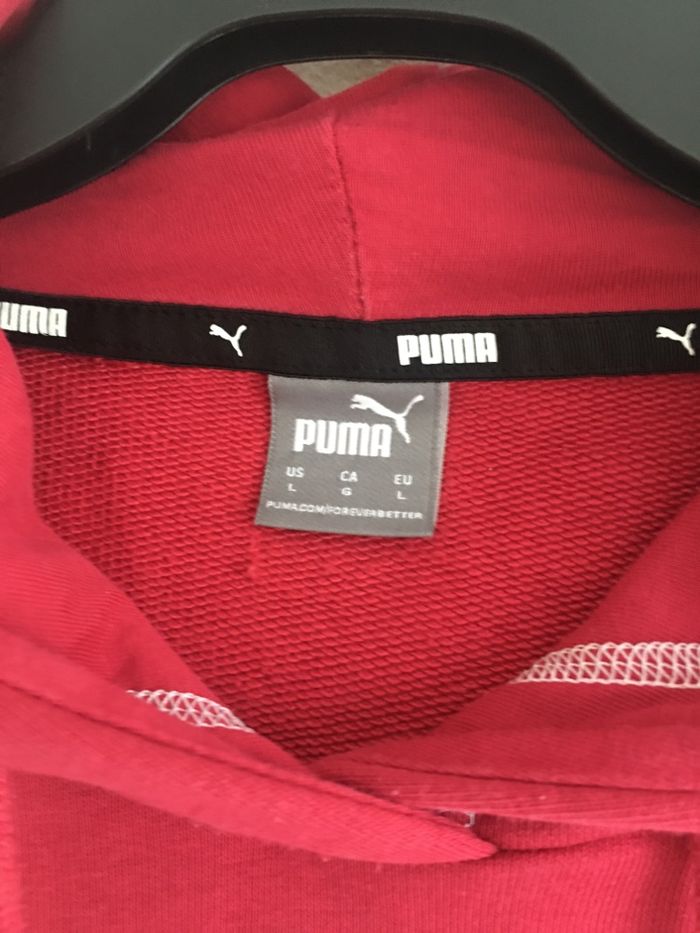 PUMA
PUMA
PUMA
US CA EU
L G L
PUMA.COM/FOREVERBETTER